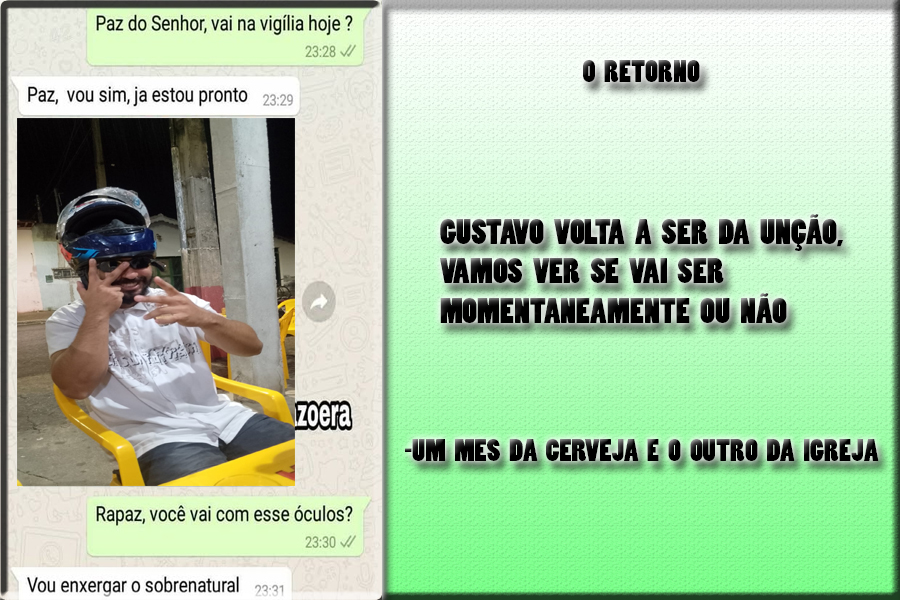 Paz do Senhor, vai na vigília hoje ?
23:28
Paz, vou sim, ja estou pronto
23:29
zoera
Rapaz, você vai com esse óculos?
23:30
Vou enxergar o sobrenatural
23:31
O RETORNO
GUSTAVO VOLTA A SER DA UNÇÃO,
VAMOS VER SE VAI SER
MOMENTANEAMENTE OU NÃO
-UM MES DA CERVEJA E O OUTRO DA IGREJA